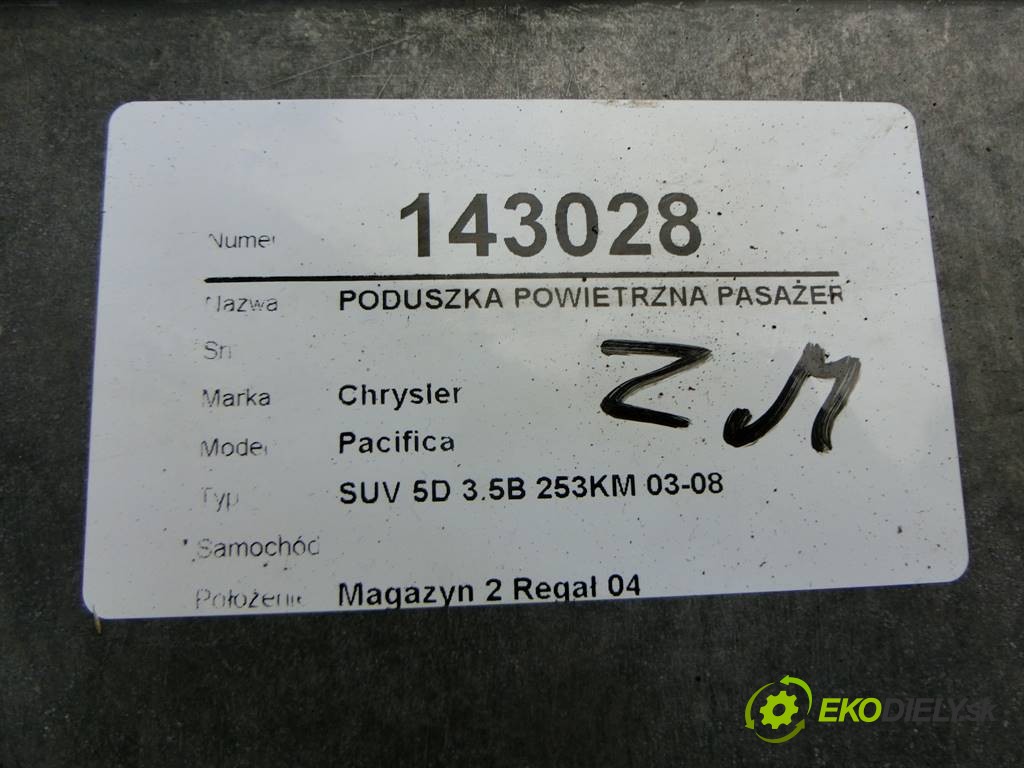 Numer 143028
Nazwa PODUSZKA POWIETRZNA PASAŻER
Sn
Marka Chrysler
Model Pacifica
Typ SUV 5D 3.5B 253KM 03-08
Samochód
Położenie Magazyn 2 Regał 04
ZM
EKODIELY.sk